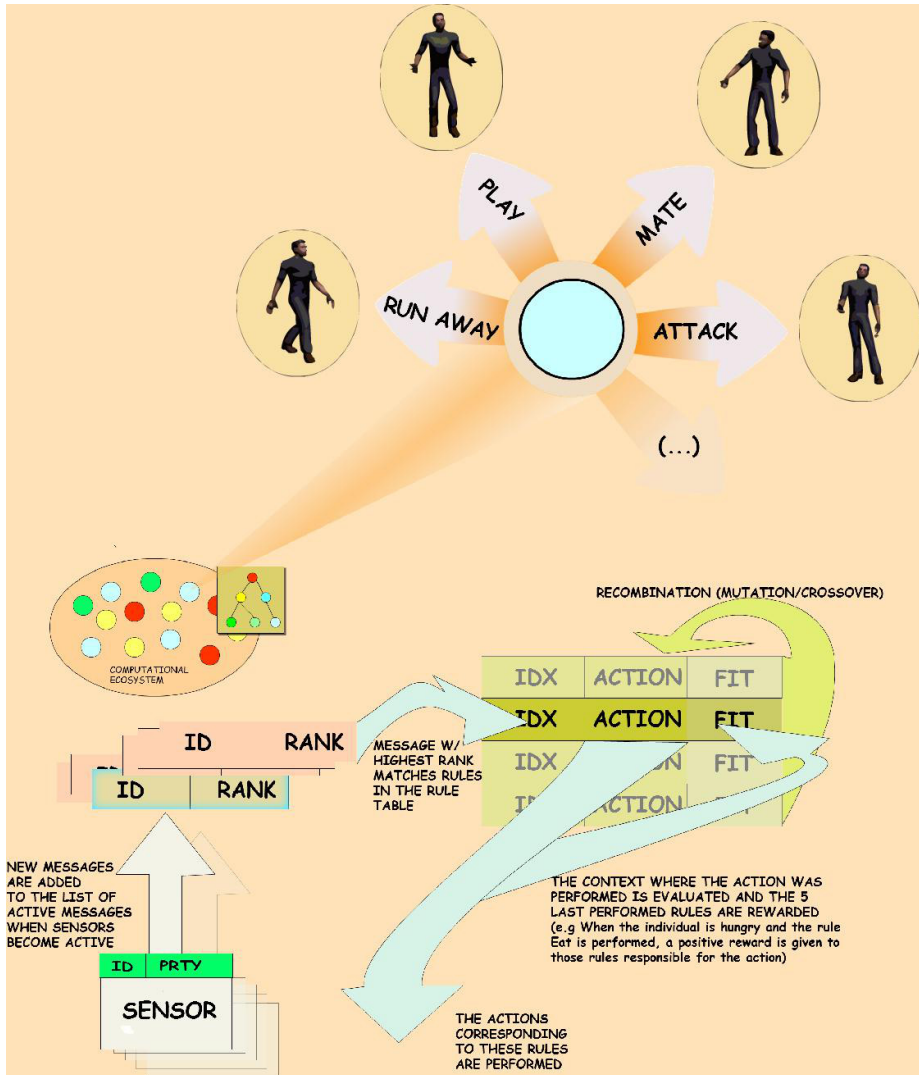 PLAY
MATE
RUN AWAY
ATTACK
(...)
COMPUTATIONAL
ECOSYSTEM
RECOMBINATION (MUTATION/CROSSOVER)
IDX ACTION FIT
IDX ACTION FIT
IDX ACTION FIT
IDX ACTION FIT
ID RANK
ID RANK
MESSAGE W/
HIGHEST RANK
MATCHES RULES
IN THE RULE
TABLE
NEW MESSAGES
ARE ADDED
TO THE LIST OF
ACTIVE MESSAGES
WHEN SENSORS
BECOME ACTIVE
ID PRTY
SENSOR
THE CONTEXT WHERE THE ACTION WAS
PERFORMED IS EVALUATED AND THE 5
LAST PERFORMED RULES ARE REWARDED
(e.g When the individual is hungry and the rule
Eat is performed, a positive reward is given to
those rules responsible for the action)
THE ACTIONS
CORRESPONDING
TO THESE RULES
ARE PERFORMED